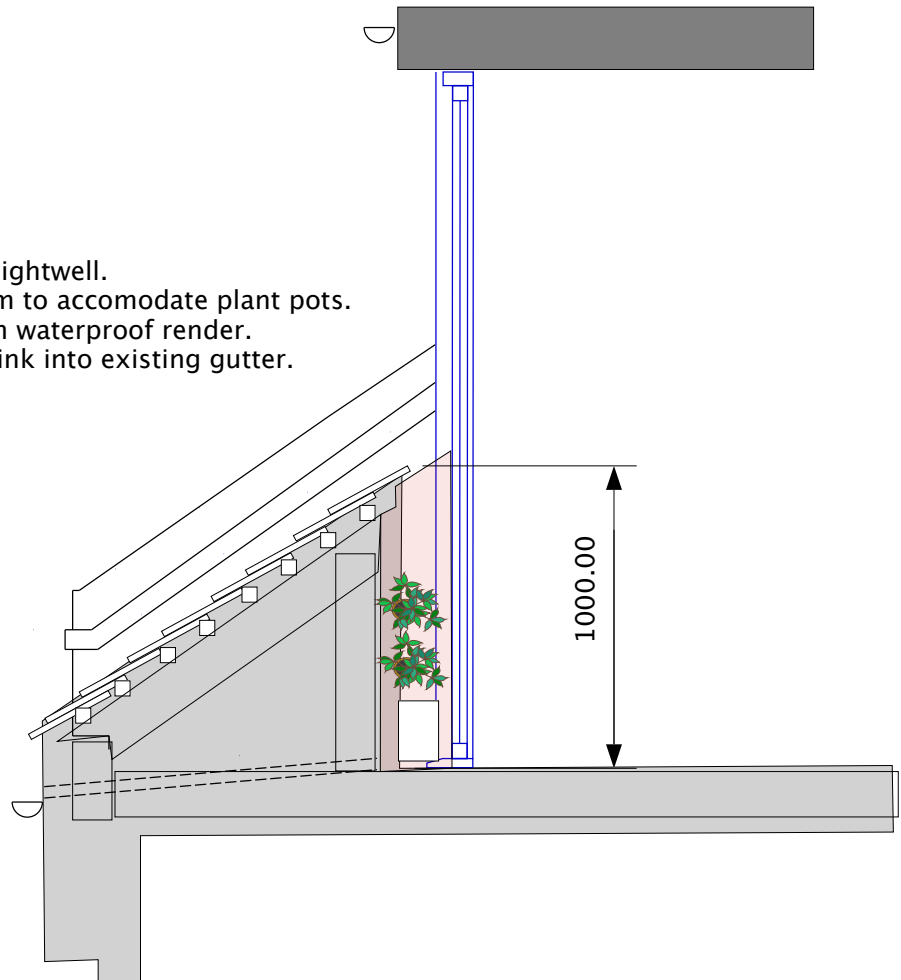 ightwell.
m to accomodate plant pots.
n waterproof render.
ink into existing gutter.
1000.00